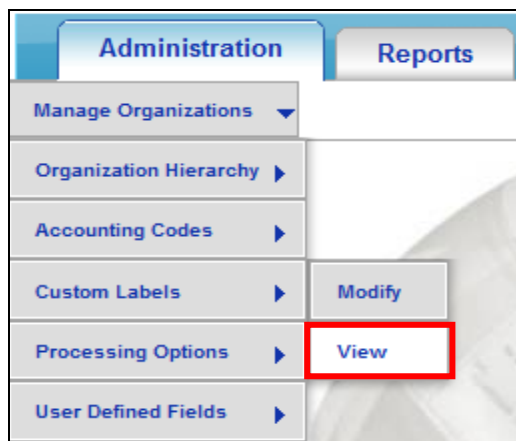 Administration Reports
Manage Organizations
Organization Hierarchy
Accounting Codes
Custom Labels Modify
Processing Options View
User Defined Fields